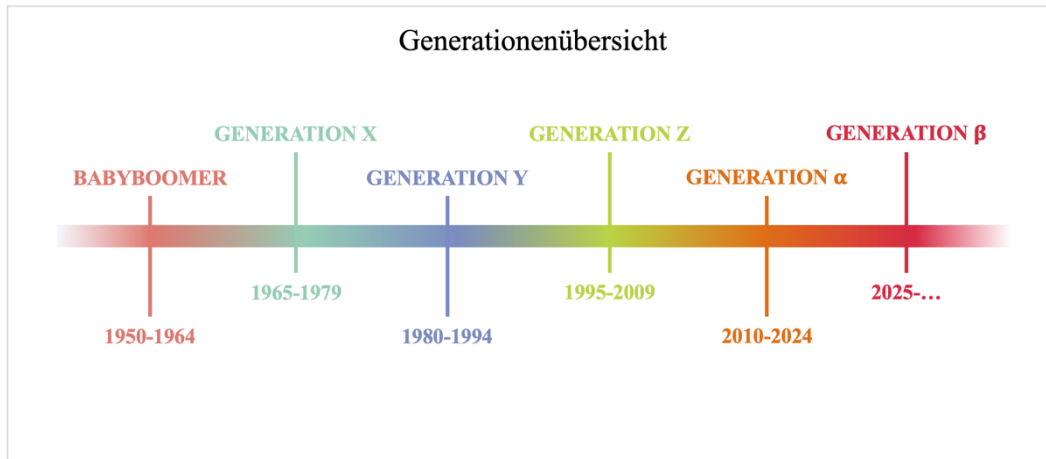 Generationenübersicht
GENERATION X
GENERATION Z
GENERATION β
BABYBOOMER
GENERATION Y
GENERATION α
1965-1979
1995-2009
2025-...
1950-1964
1980-1994
2010-2024